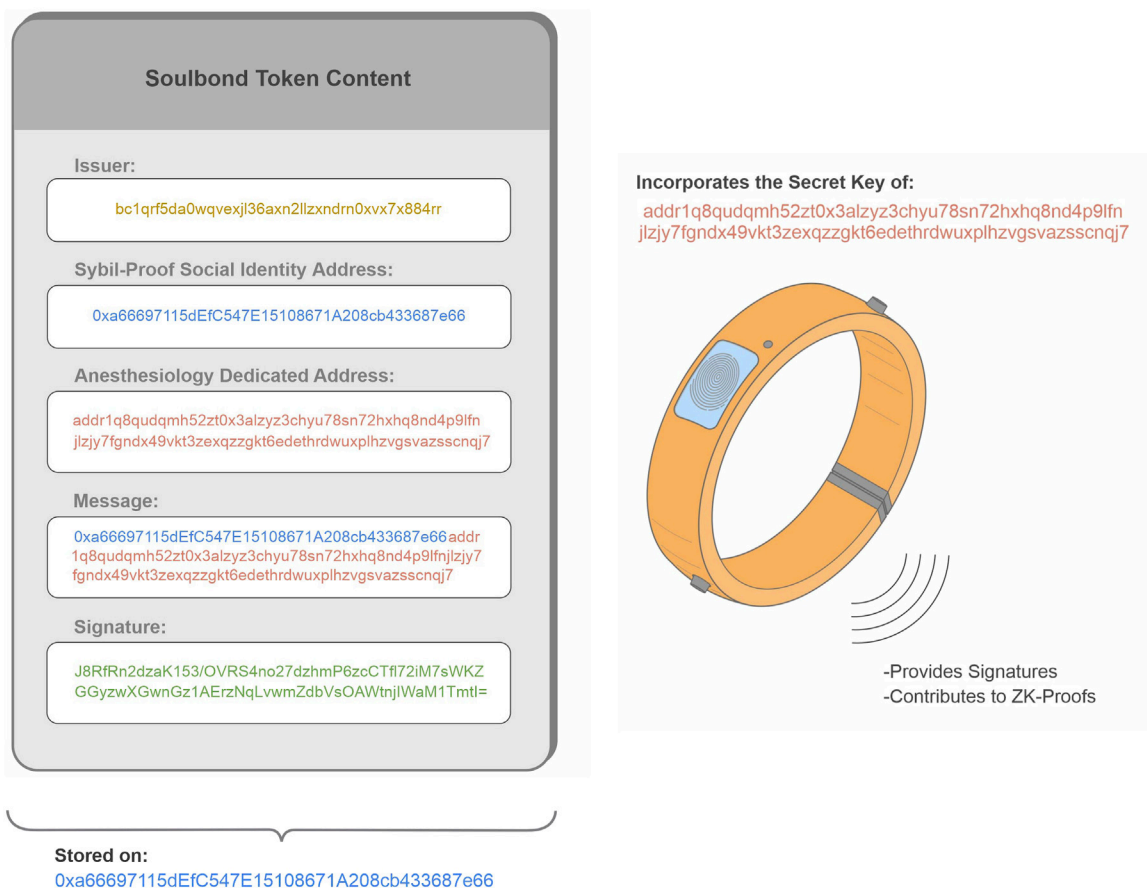 Soulbond Token Content
Issuer:
bc1qrf5da0wqvexjl36axn2llzxndrn0xvx7x884rr
Sybil-Proof Social Identity Address:
0xa66697115dEfC547E15108671A208cb433687e66
Anesthesiology Dedicated Address:
addr1q8qudqmh52zt0x3alzyz3chyu78sn72hxhq8nd4p9lfn
jlzjy7fgndx49vkt3zexqzzgkt6edethrdwuxplhzvgsvazsscnqj7
Message:
0xa66697115dEfC547E15108671A208cb433687e66addr
1q8qudqmh52zt0x3alzyz3chyu78sn72hxhq8nd4p9lfnjlzjy7
fgndx49vkt3zexqzzgkt6edethrdwuxplhzvgsvazsscnqj7
Signature:
J8RfRn2dzaK153/OVRS4no27dzhmP6zcCTfl72iM7sWKZ
GGyzwXGwnGz1AErzNqLvwmZdbVsOAWtnjIWaM1TmtI=
Stored on:
0xa66697115dEfC547E15108671A208cb433687e66
Incorporates the Secret Key of:
addr1q8qudqmh52zt0x3alzyz3chyu78sn72hxhq8nd4p9lfn
jlzjy7fgndx49vkt3zexqzzgkt6edethrdwuxplhzvgsvazsscnqj7
-Provides Signatures
-Contributes to ZK-Proofs